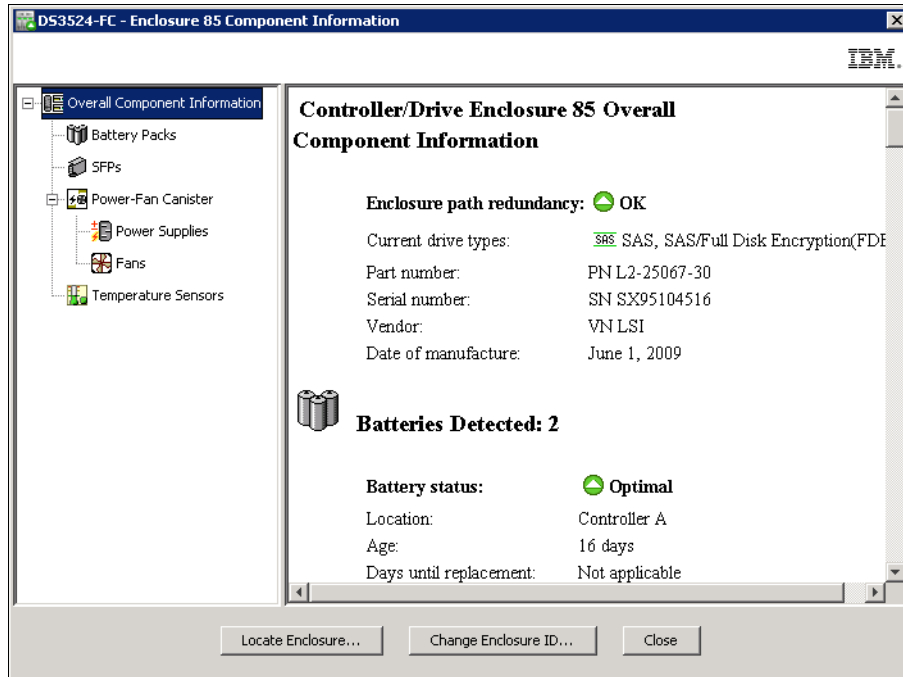 DS3524-FC - Enclosure 85 Component Information
IBM.
Overall Component Information
Battery Packs
SFPs
Power-Fan Canister
Power Supplies
Fans
Temperature Sensors
Controller/Drive Enclosure 85 Overall
Component Information
Enclosure path redundancy: OK
Current drive types: SAS SAS, SAS/Full Disk Encryption(FDE
Part number: PN L2-25067-30
Serial number: SN SX95104516
Vendor: VN LSI
Date of manufacture: June 1, 2009
Batteries Detected: 2
Battery status: Optimal
Location: Controller A
Age: 16 days
Days until replacement: Not applicable
Locate Enclosure... Change Enclosure ID... Close